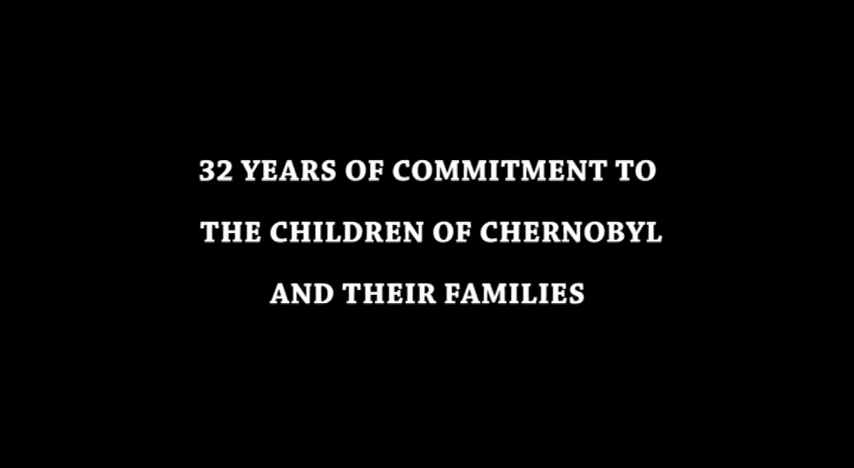 32 YEARS OF COMMITMENT TO
THE CHILDREN OF CHERNOBYL
AND THEIR FAMILIES